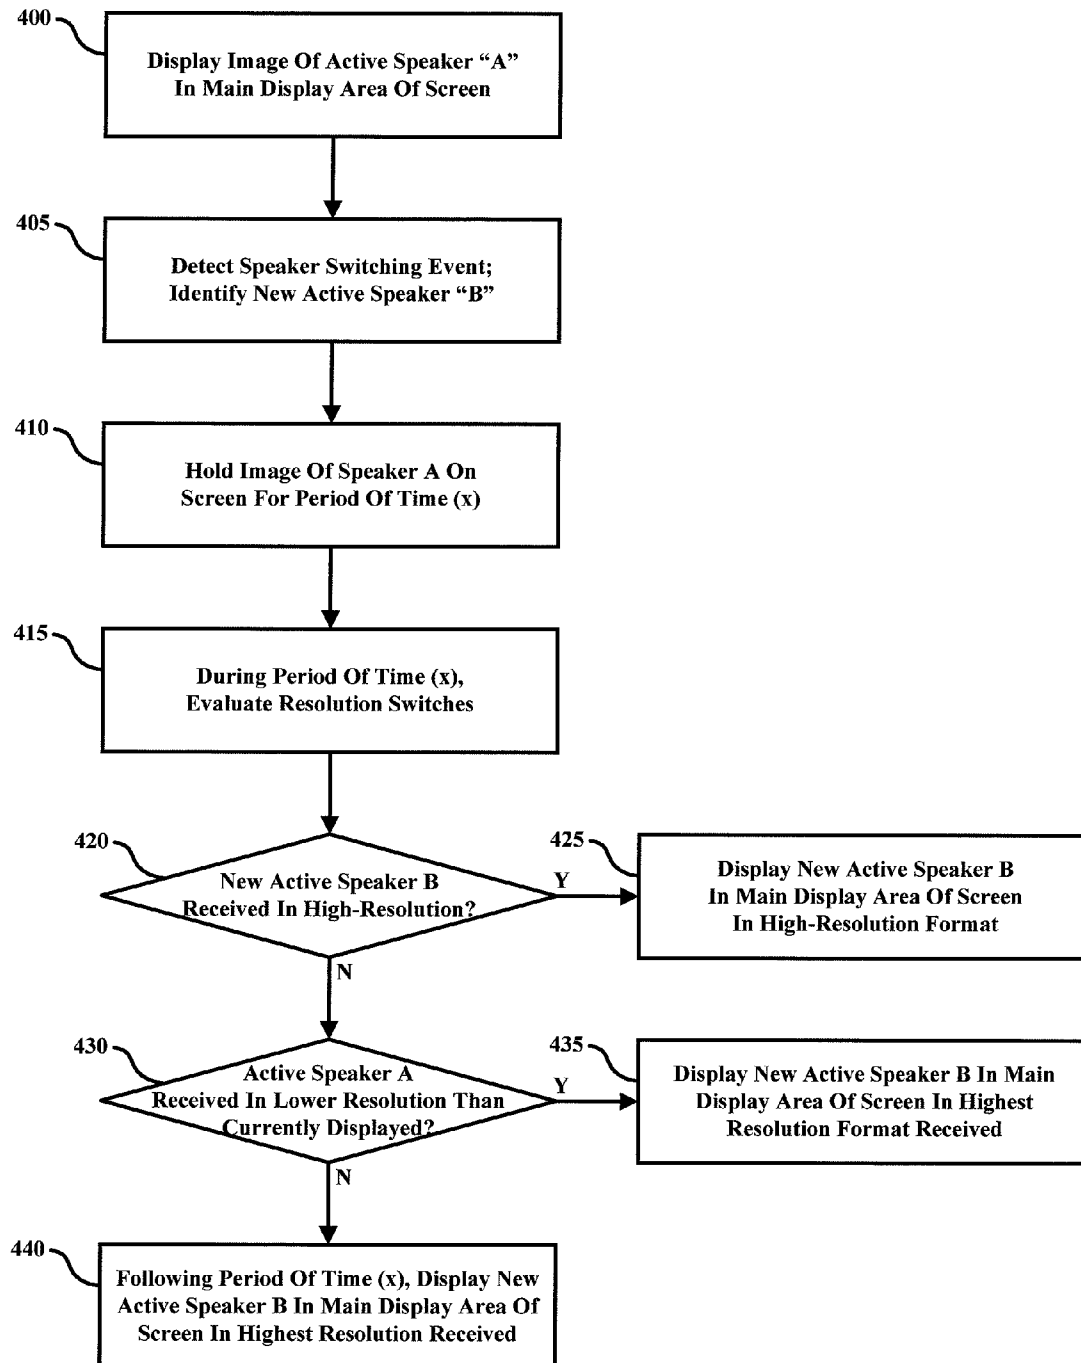 400
Display Image Of Active Speaker “A”
In Main Display Area Of Screen
405
Detect Speaker Switching Event;
Identify New Active Speaker “B”
410
Hold Image Of Speaker A On
Screen For Period Of Time (x)
415
During Period Of Time (x),
Evaluate Resolution Switches
420
New Active Speaker B
Received In High-Resolution?
Y
N
425
Display New Active Speaker B
In Main Display Area Of Screen
In High-Resolution Format
430
Active Speaker A
Received In Lower Resolution Than
Currently Displayed?
Y
N
435
Display New Active Speaker B In Main
Display Area Of Screen In Highest
Resolution Format Received
440
Following Period Of Time (x), Display New
Active Speaker B In Main Display Area Of
Screen In Highest Resolution Received